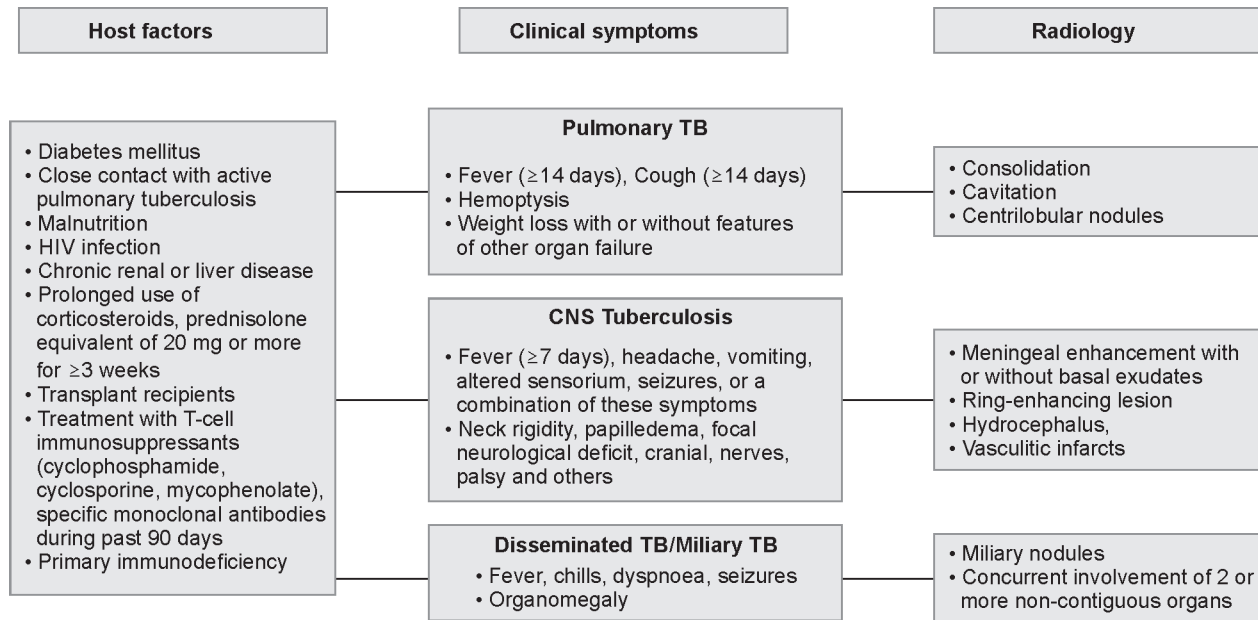 Host factors
Clinical symptoms
Radiology
• Diabetes mellitus
• Close contact with active
pulmonary tuberculosis
• Malnutrition
• HIV infection
• Chronic renal or liver disease
• Prolonged use of
corticosteroids, prednisolone
equivalent of 20 mg or more
for ≥3 weeks
• Transplant recipients
• Treatment with T-cell
immunosuppressants
(cyclophosphamide,
cyclosporine, mycophenolate),
specific monoclonal antibodies
during past 90 days
• Primary immunodeficiency
Pulmonary TB
• Fever (≥14 days), Cough (≥14 days)
• Hemoptysis
• Weight loss with or without features
of other organ failure
• Consolidation
• Cavitation
• Centrilobular nodules
CNS Tuberculosis
• Fever (≥7 days), headache, vomiting,
altered sensorium, seizures, or a
combination of these symptoms
• Neck rigidity, papilledema, focal
neurological deficit, cranial, nerves,
palsy and others
• Meningeal enhancement with
or without basal exudates
• Ring-enhancing lesion
• Hydrocephalus,
• Vasculitic infarcts
Disseminated TB/Miliary TB
• Fever, chills, dyspnoea, seizures
• Organomegaly
• Miliary nodules
• Concurrent involvement of 2 or
more non-contiguous organs